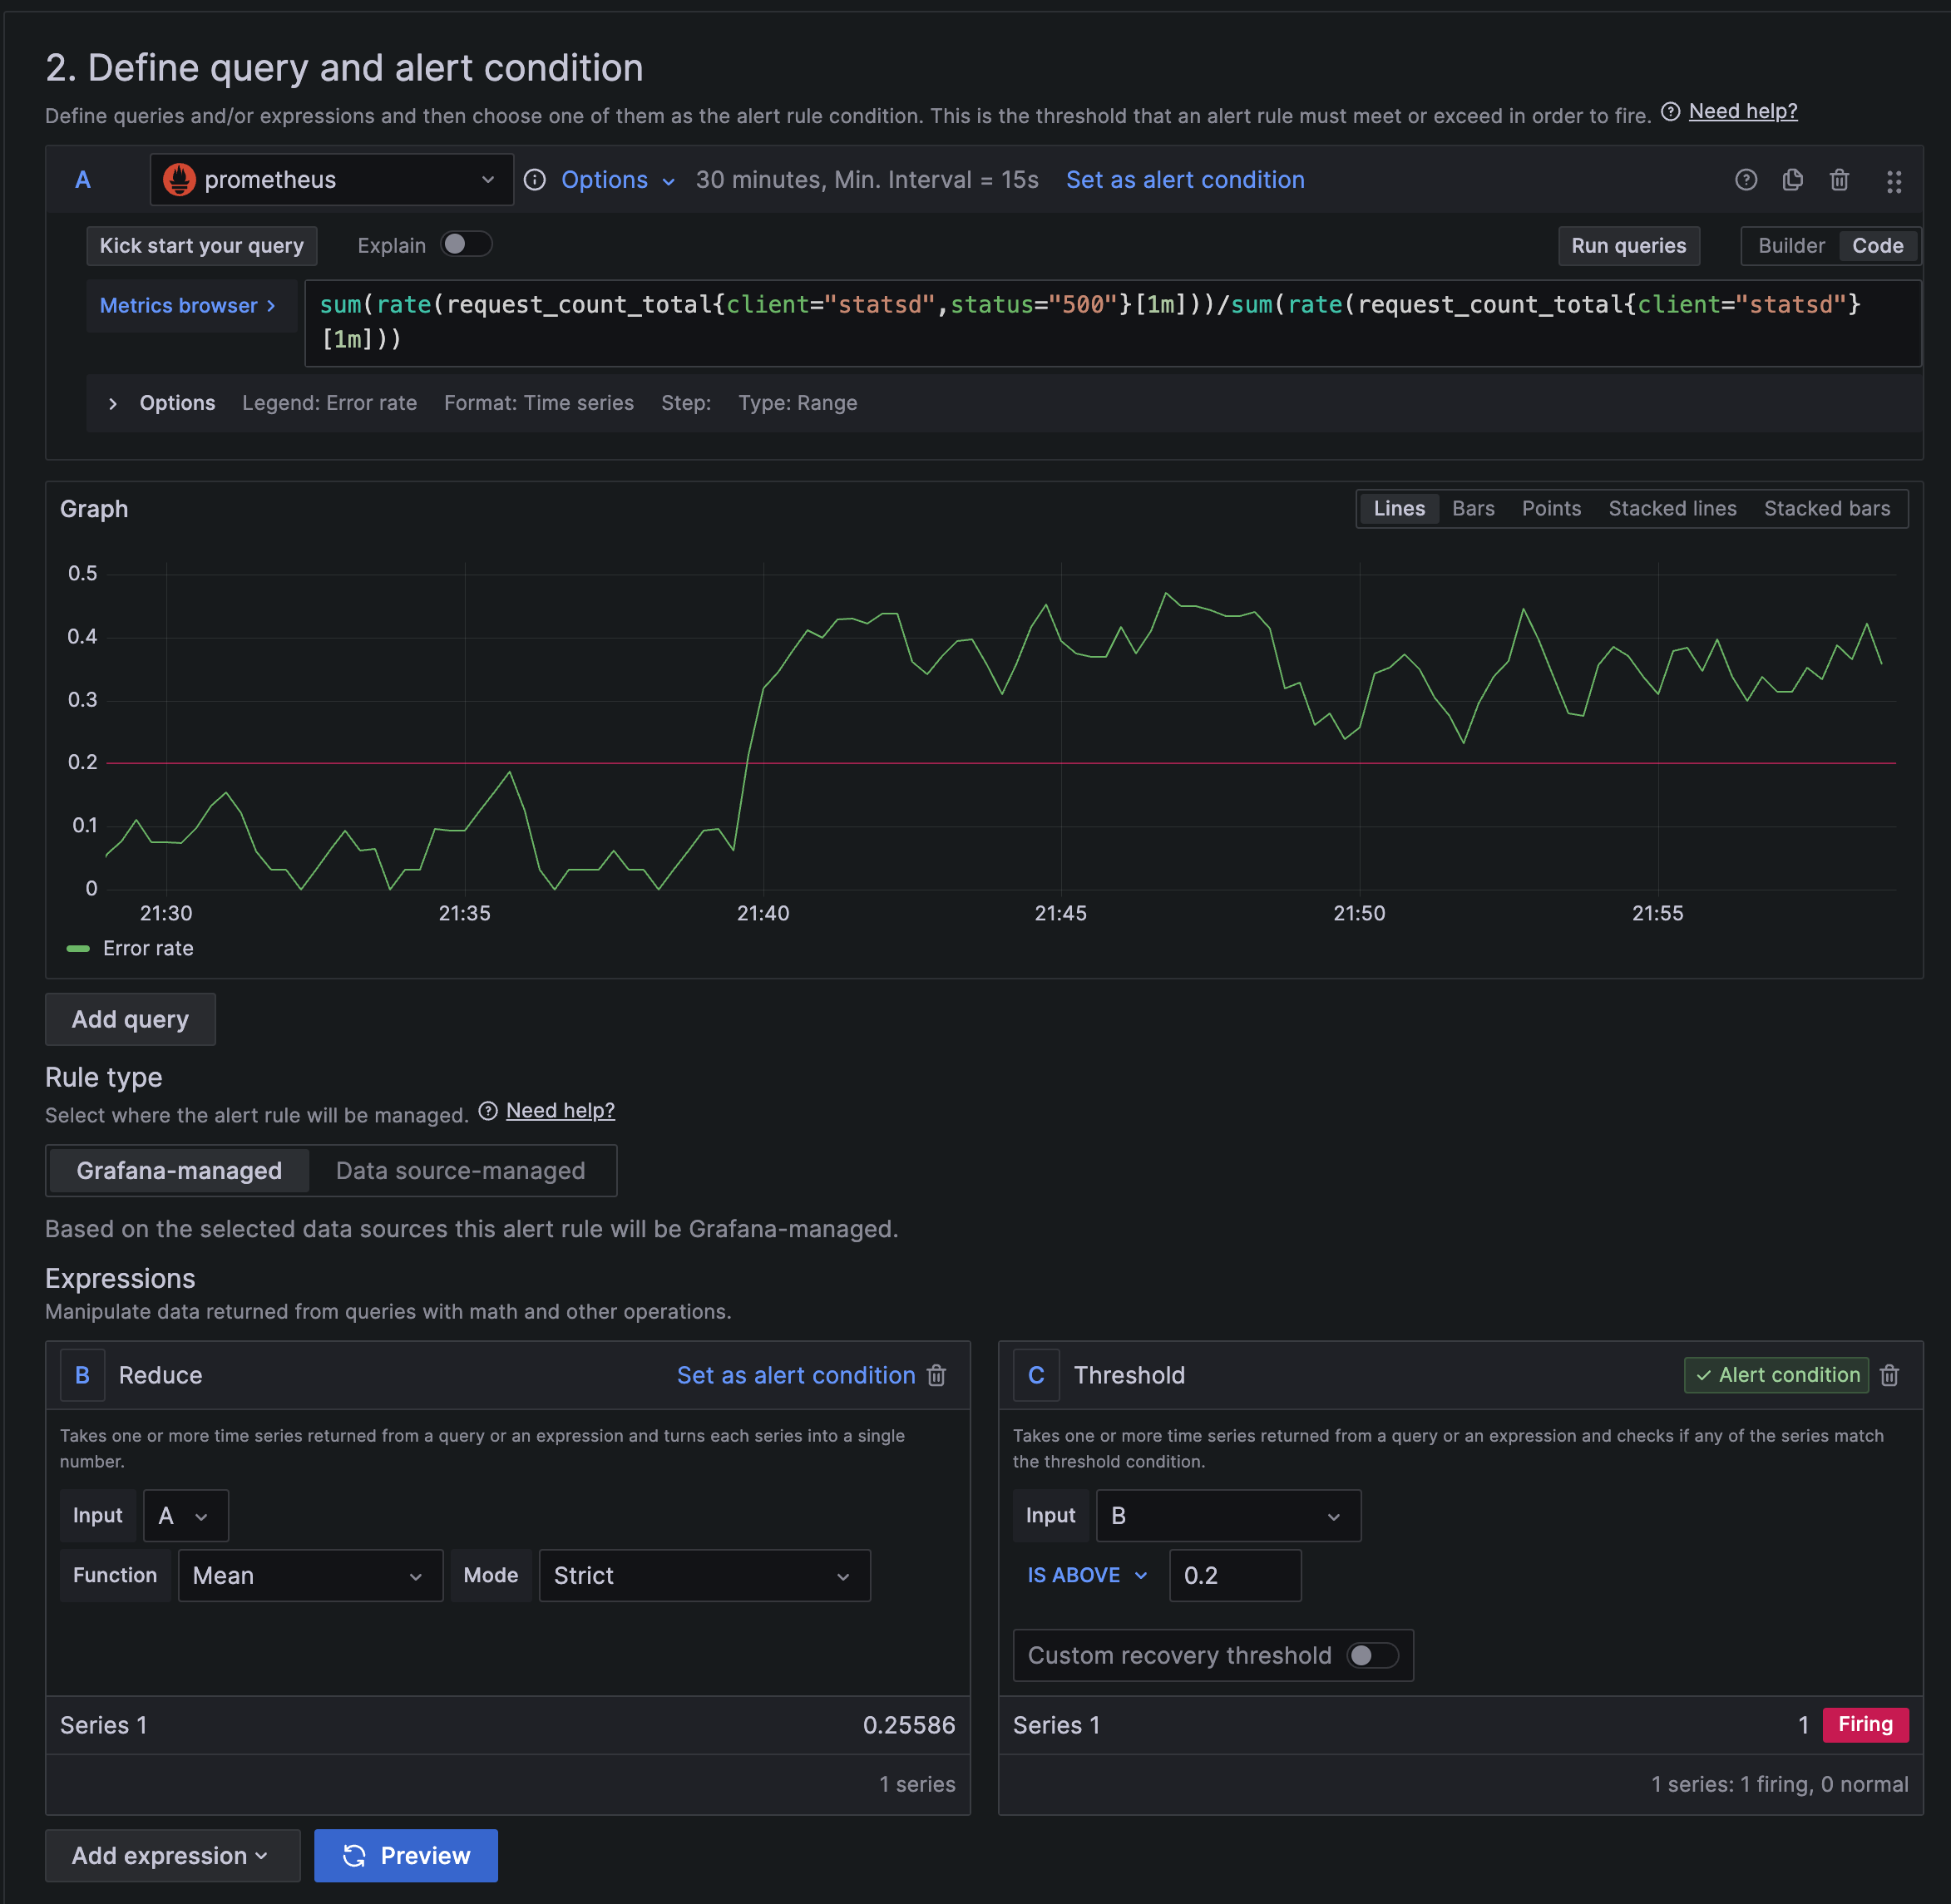 2. Define query and alert condition
Define queries and/or expressions and then choose one of them as the alert rule condition. This is the threshold that an alert rule must meet or exceed in order to fire. Need help?
A prometheus Options 30 minutes, Min. Interval = 15s Set as alert condition
Kick start your query Explain Run queries Builder Code
Metrics browser > sum(rate(request_count_total{client="statsd",status="500"}[1m]))/sum(rate(request_count_total{client="statsd"}
[1m]))
Options Legend: Error rate Format: Time series Step: Type: Range
Graph Lines Bars Points Stacked lines Stacked bars
0.5
0.4
0.3
0.2
0.1
0
21:30 21:35 21:40 21:45 21:50 21:55
Error rate
Add query
Rule type
Select where the alert rule will be managed. Need help?
Grafana-managed Data source-managed
Based on the selected data sources this alert rule will be Grafana-managed.
Expressions
Manipulate data returned from queries with math and other operations.
B Reduce Set as alert condition
Takes one or more time series returned from a query or an expression and turns each series into a single
number.
Input A
Function Mean Mode Strict
Series 1 0.25586
1 series
C Threshold Alert condition
Takes one or more time series returned from a query or an expression and checks if any of the series match
the threshold condition.
Input B
IS ABOVE 0.2
Custom recovery threshold
Series 1 1 Firing
1 series: 1 firing, 0 normal
Add expression Preview